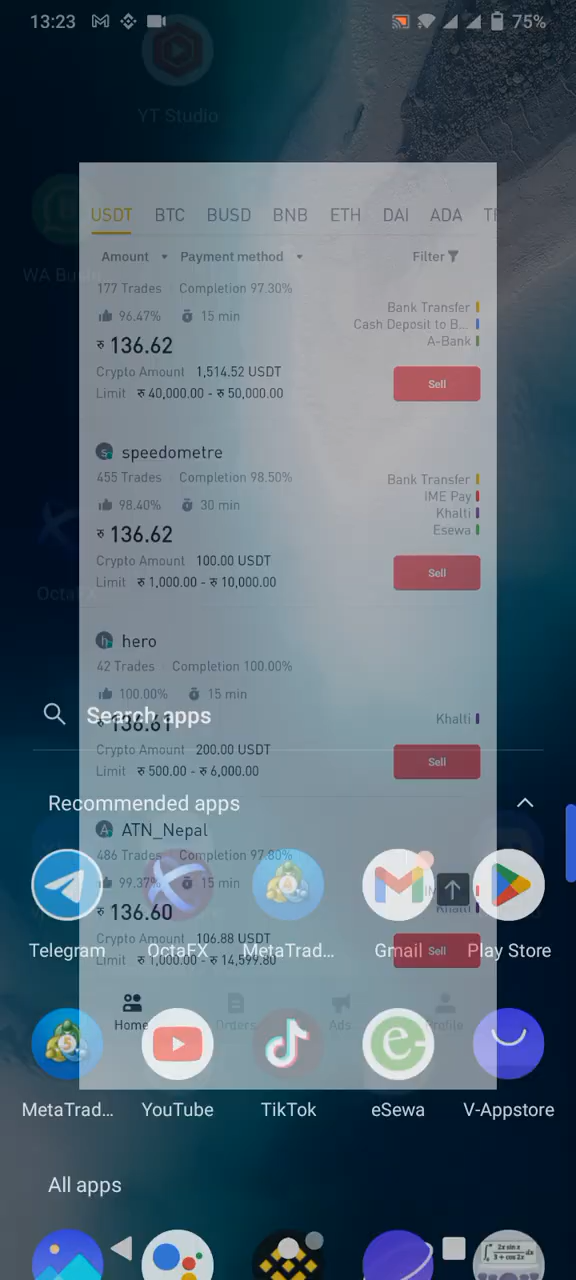 13:23
75%
YT Studio
USDT BTC BUSD BNB ETH DAI ADA
Amount Payment method Filter
177 Trades Completion 97.30%
96.47% 15 min
Bank Transfer
Cash Deposit to B...
A-Bank
रु 136.62
Crypto Amount 1,514.52 USDT
Limit रु 40,000.00 - रु 50,000.00
Sell
speedometre
455 Trades Completion 98.50%
98.40% 30 min
Bank Transfer
IME Pay
Khalti
Esewa
रु 136.62
Crypto Amount 100.00 USDT
Limit रु 1,000.00 - रु 10,000.00
Sell
hero
42 Trades Completion 100.00%
100.00% 15 min
Search apps
रु 136.61
Khalti
Crypto Amount 200.00 USDT
Limit रु 500.00 - रु 6,000.00
Sell
Recommended apps
ATN_Nepal
486 Trades Completion 97.80%
99.37% 15 min
रु 136.60
Khalti
Crypto Amount 106.88 USDT
Limit रु 1,000.00 - रु 14,599.80
Sell
Telegram OctaFX MetaTrad... Gmail Play Store
Home Orders Ads Profile
MetaTrad... YouTube TikTok eSewa V-Appstore
All apps